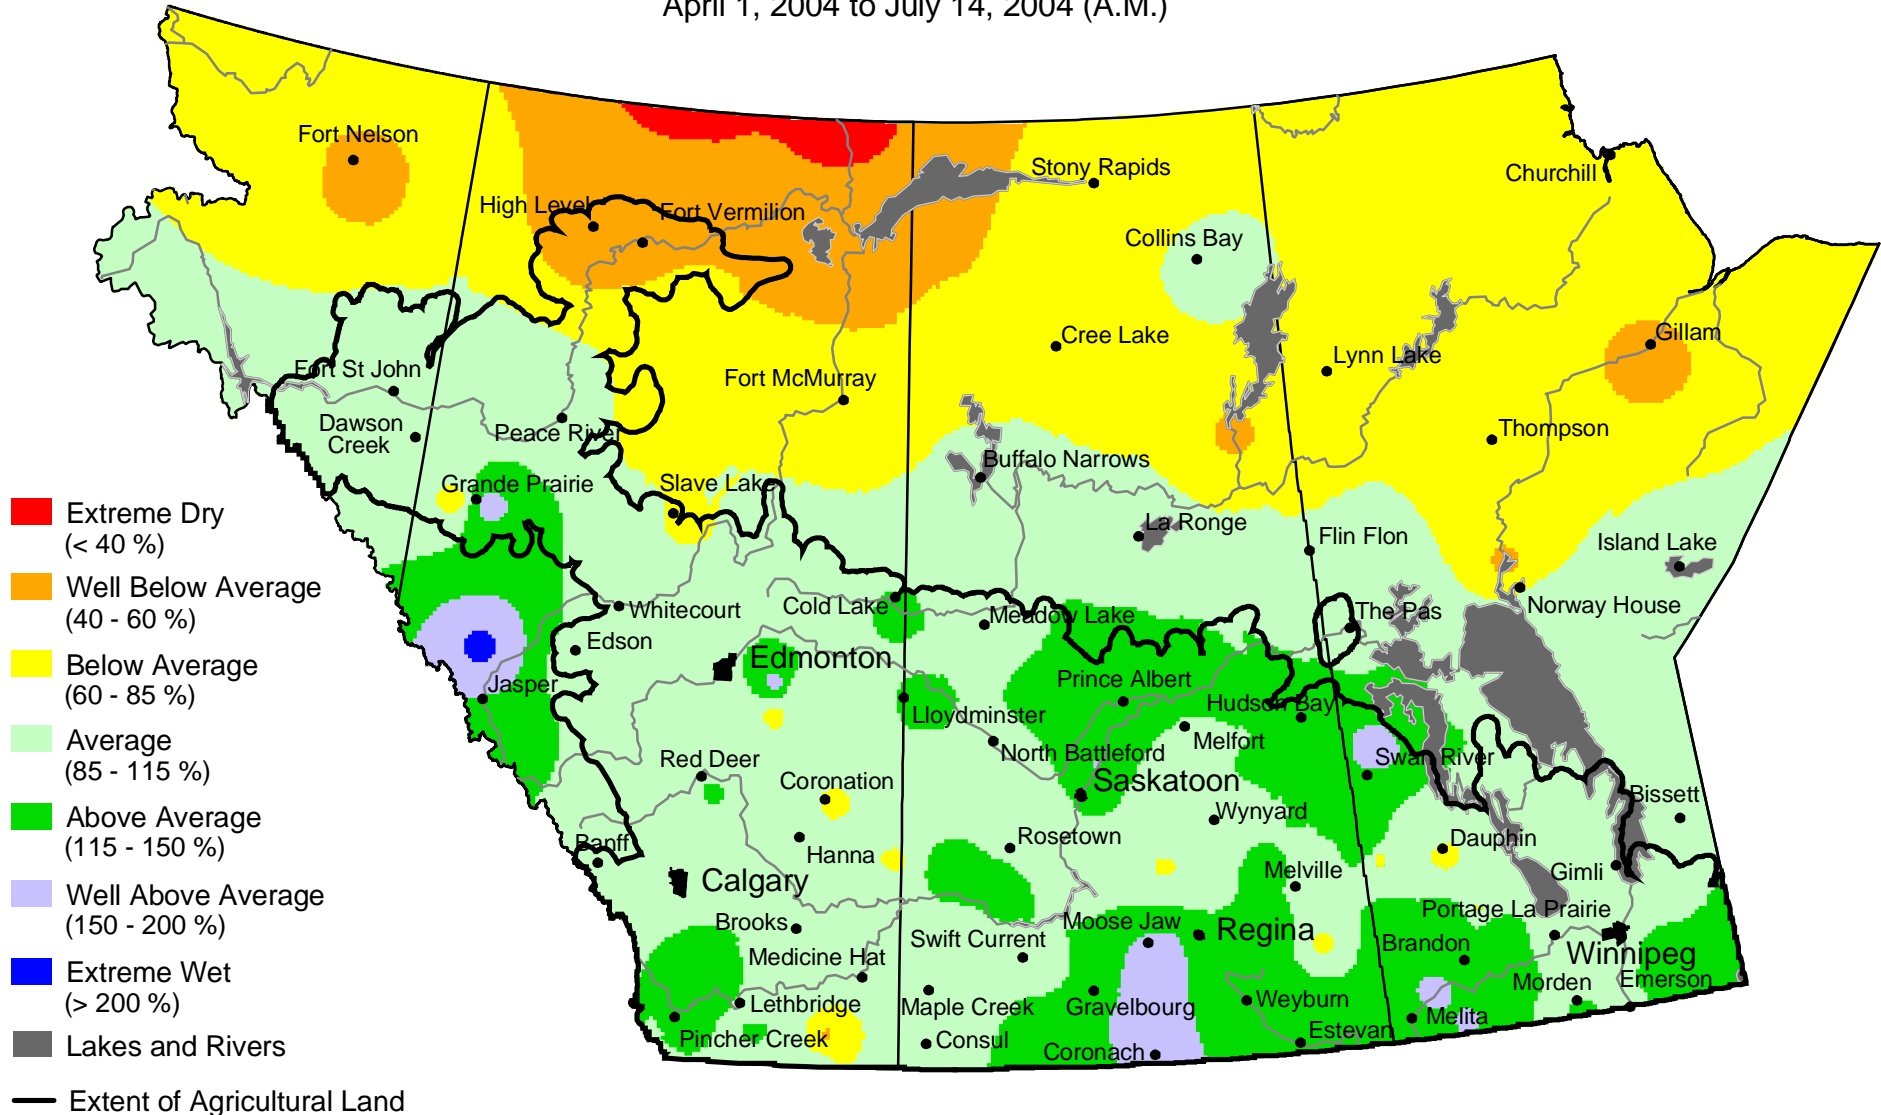 April 1, 2004 to July 14, 2004 (A.M.)
Fort Nelson
High Level
Fort Vermilion
Stony Rapids
Churchill
Collins Bay
Cree Lake
Lynn Lake
Gillam
Fort St John
Fort McMurray
Dawson
Creek
Peace River
Thompson
Buffalo Narrows
Grande Prairie
Slave Lake
La Ronge
Flin Flon
Island Lake
Whitecourt
Cold Lake
Meadow Lake
The Pas
Norway House
Edson
Edmonton
Jasper
Prince Albert
Lloydminster
Hudson Bay
North Battleford
Melfort
Swan River
Red Deer
Coronation
Saskatoon
Bissett
Wynyard
Banff
Hanna
Rosetown
Dauphin
Calgary
Melville
Gimli
Brooks
Moose Jaw
Regina
Portage La Prairie
Medicine Hat
Swift Current
Brandon
Winnipeg
Lethbridge
Maple Creek
Gravelbourg
Weyburn
Morden
Emerson
Pincher Creek
Consul
Coronach
Estevan
Melita
Extreme Dry
(< 40 %)
Well Below Average
(40 - 60 %)
Below Average
(60 - 85 %)
Average
(85 - 115 %)
Above Average
(115 - 150 %)
Well Above Average
(150 - 200 %)
Extreme Wet
(> 200 %)
Lakes and Rivers
Extent of Agricultural Land